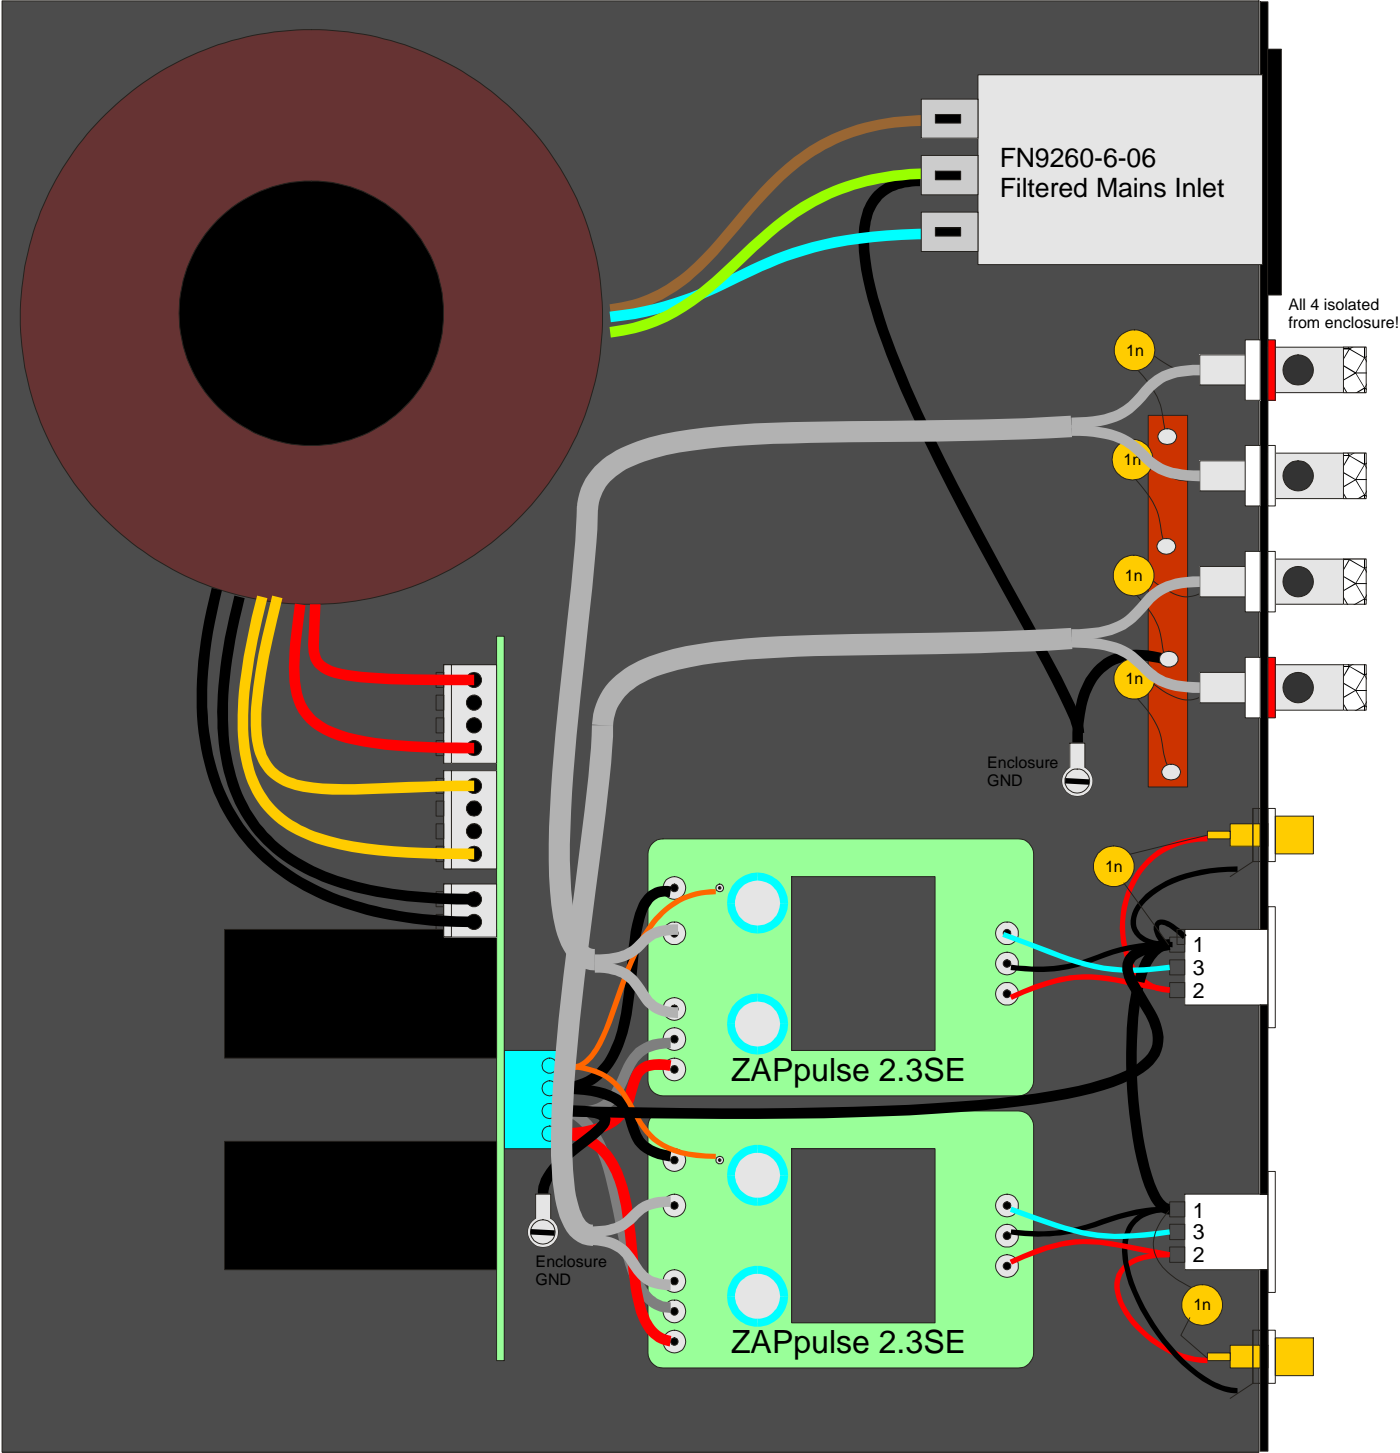 FN9260-6-06
Filtered Mains Inlet
All 4 isolated
from enclosure!
1n
1n
1n
1n
Enclosure
GND
1n
1
3
2
ZAPpulse 2.3SE
1
3
2
Enclosure
GND
1n
ZAPpulse 2.3SE